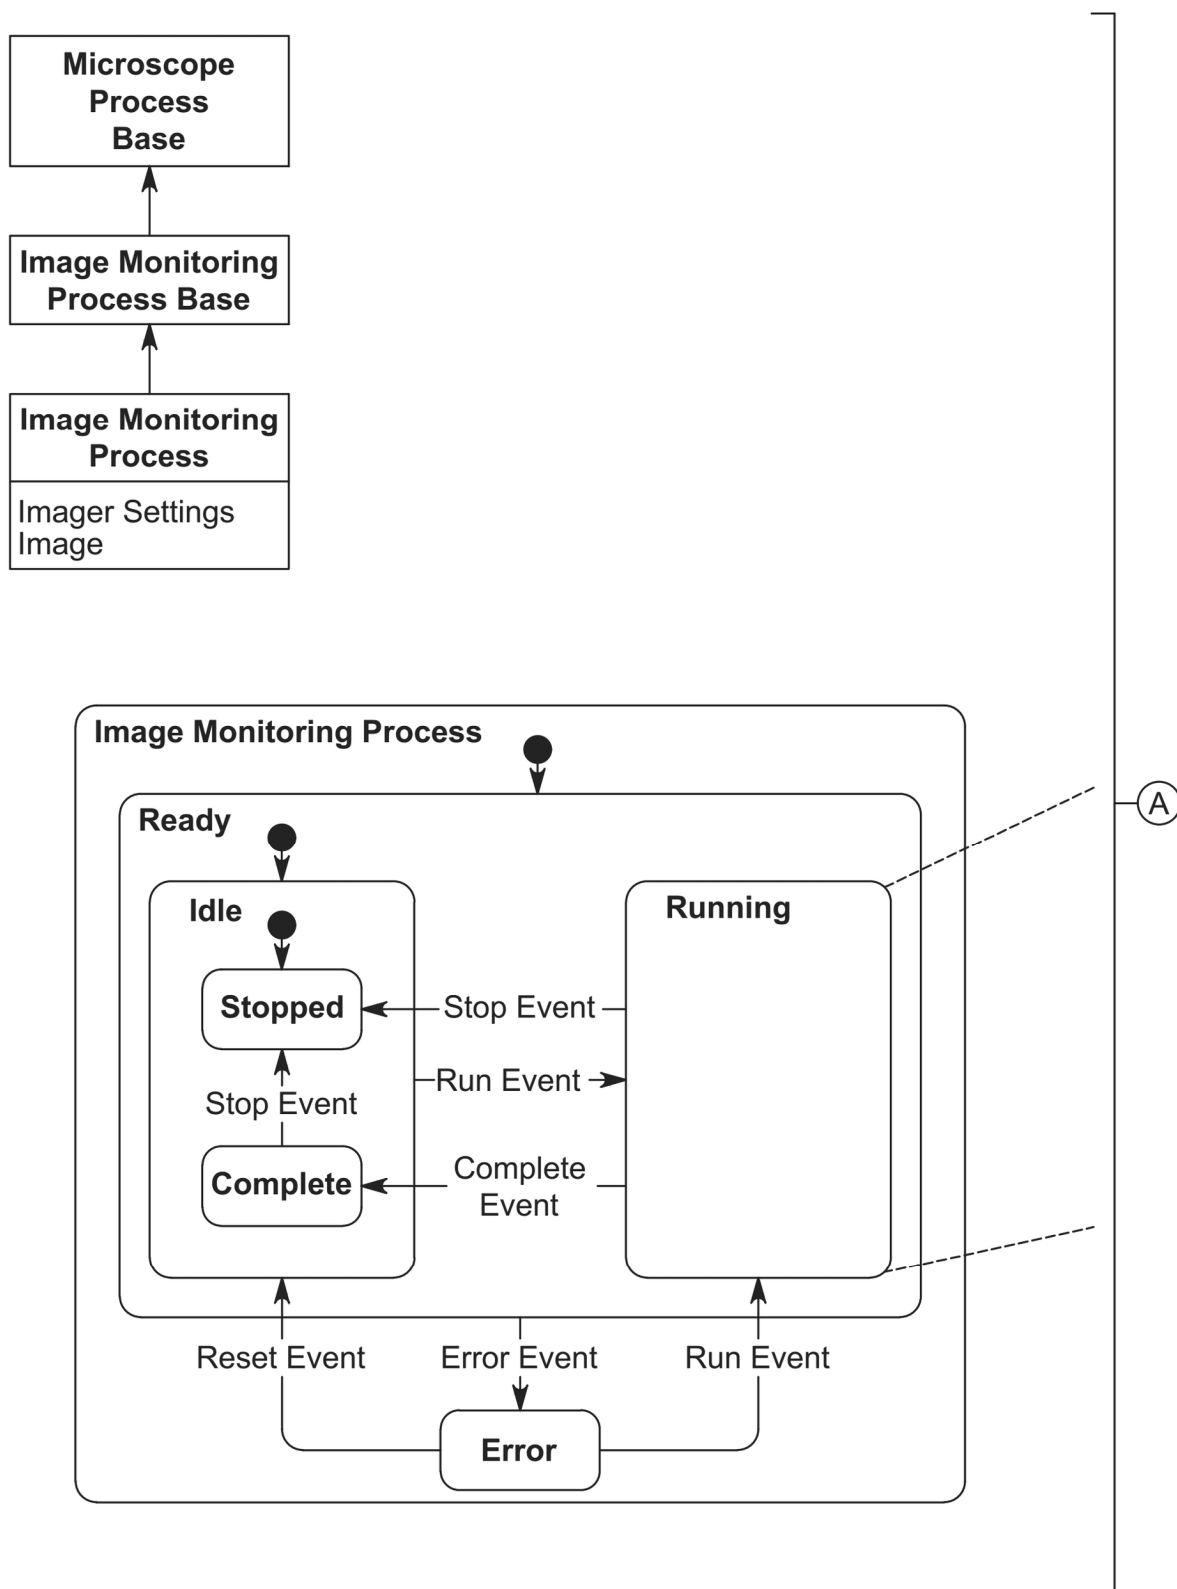 Microscope
Process
Base
Image Monitoring
Process Base
Image Monitoring
Process
Imager Settings
Image
Image Monitoring Process
Ready
A
Idle
Running
Stopped
Stop Event
Run Event
Stop Event
Complete
Event
Complete
Reset Event
Error Event
Run Event
Error